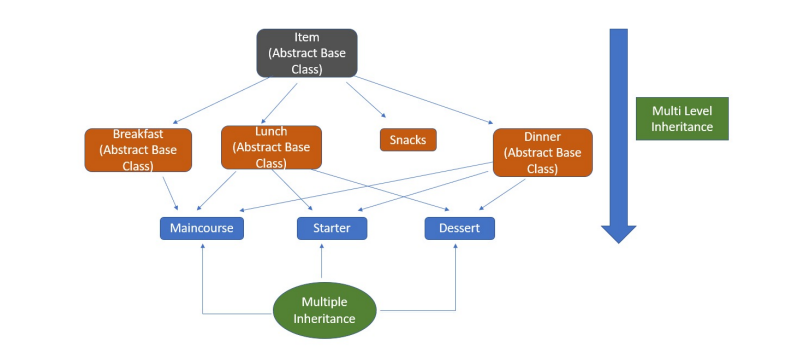 Item
(Abstract Base
Class)
Multi Level
Inheritance
Breakfast
(Abstract Base
Class)
Lunch
(Abstract Base
Class)
Snacks
Dinner
(Abstract Base
Class)
Maincourse
Starter
Dessert
Multiple
Inheritance